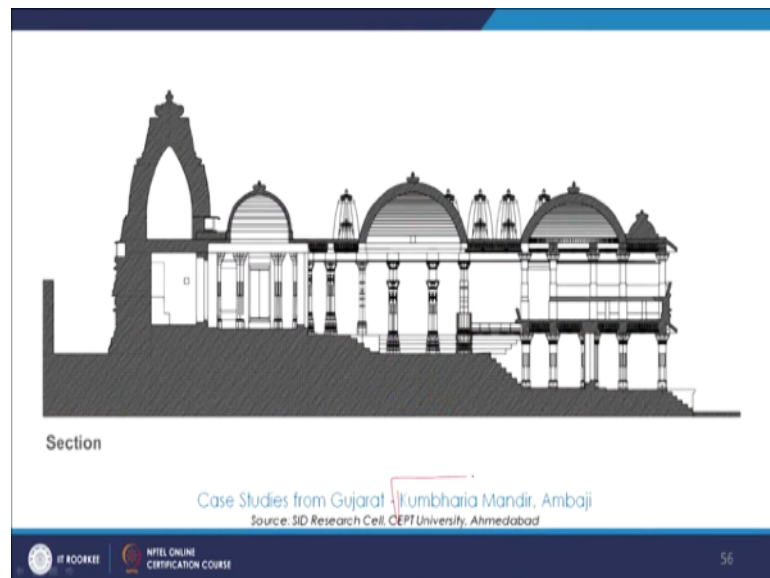 Section
Case Studies from Gujarat - Kumbharia Mandir, Ambaji
Source: SID Research Cell, CEPT University, Ahmedabad
IIT ROORKEE
NPTEL ONLINE
CERTIFICATION COURSE
56